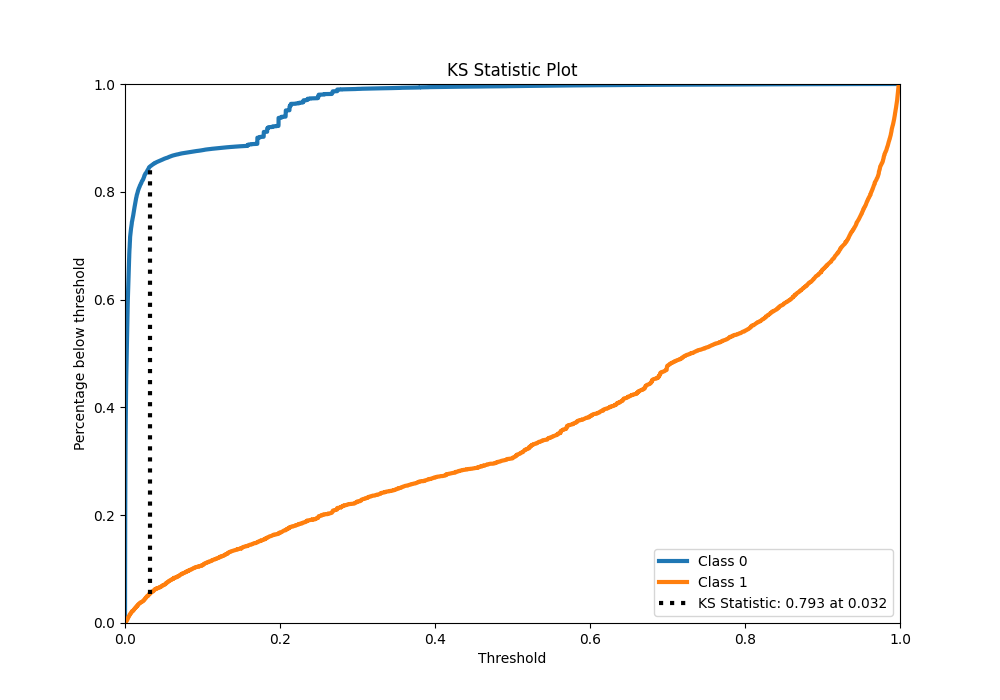 KS Statistic Plot
1.0
0.8
0.6
0.4
0.2
0.0
Percentage below threshold
0.0 0.2 0.4 0.6 0.8 1.0
Threshold
Class 0
Class 1
KS Statistic: 0.793 at 0.032